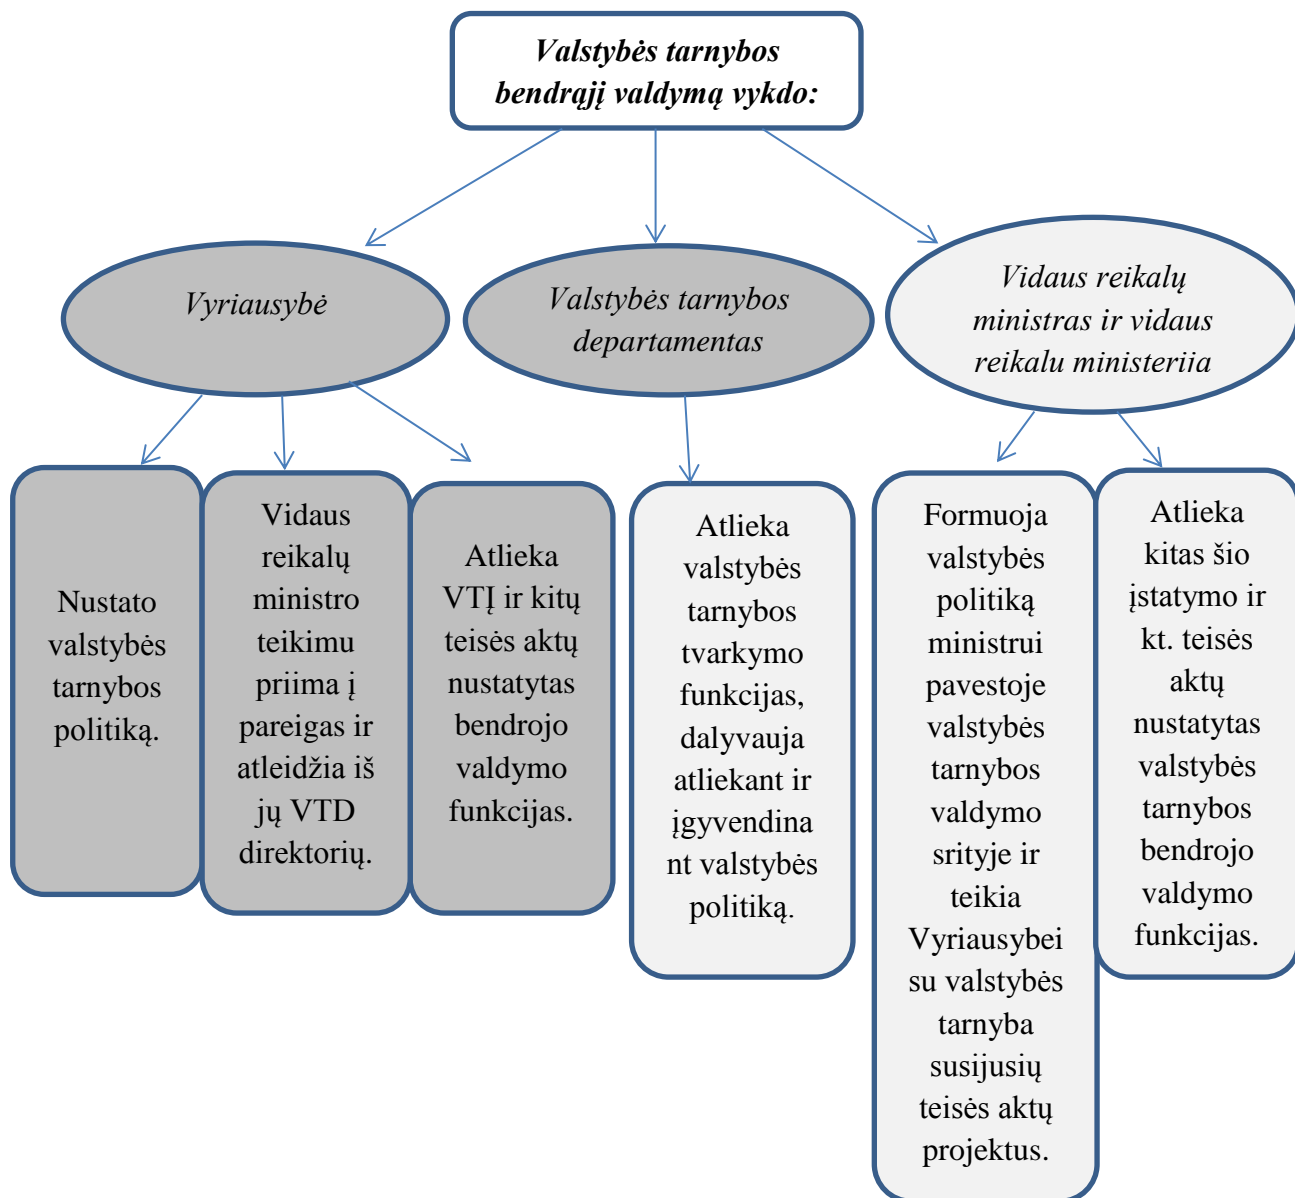 Valstybės tarnybos
bendrąjį valdymą vykdo:
Vyriausybė
Valstybės tarnybos
departamentas
Vidaus reikalų
ministras ir vidaus
reikalu ministeriia
Nustato
valstybės
tarnybos
politiką.
Vidaus
reikalų
ministro
teikimu
priima į
pareigas ir
atleidžia iš
jų VTD
direktorių.
Atlieka
VTĮ ir kitų
teisės aktų
nustatytas
bendrojo
valdymo
funkcijas.
Atlieka
valstybės
tarnybos
tvarkymo
funkcijas,
dalyvauja
atliekant ir
įgyvendina
nt valstybės
politiką.
Formuoja
valstybės
politiką
ministrui
pavestoje
valstybės
tarnybos
valdymo
srityje ir
teikia
Vyriausybei
su valstybės
tarnyba
susijusių
teisės aktų
projektus.
Atlieka
kitas šio
įstatymo ir
kt. teisės
aktų
nustatytas
valstybės
tarnybos
bendrojo
valdymo
funkcijas.